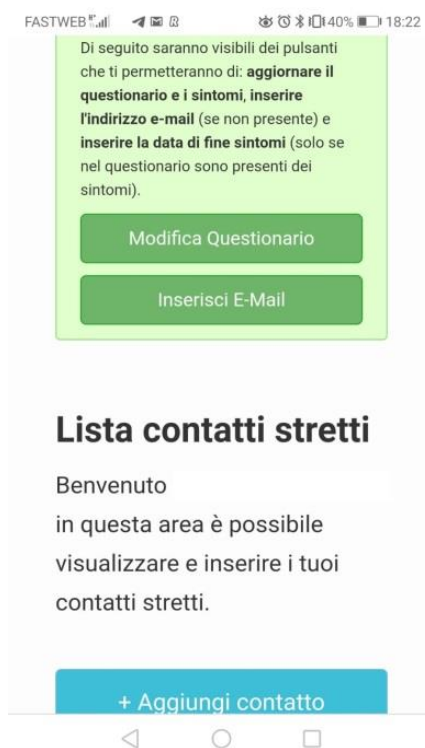 FASTWEB 40% 18:22
Di seguito saranno visibili dei pulsanti
che ti permetteranno di: aggiornare il
questionario e i sintomi, inserire
l'indirizzo e-mail (se non presente) e
inserire la data di fine sintomi (solo se
nel questionario sono presenti dei
sintomi).
Modifica Questionario
Inserisci E-Mail
Lista contatti stretti
Benvenuto
in questa area è possibile
visualizzare e inserire i tuoi
contatti stretti.
+ Aggiungi contatto